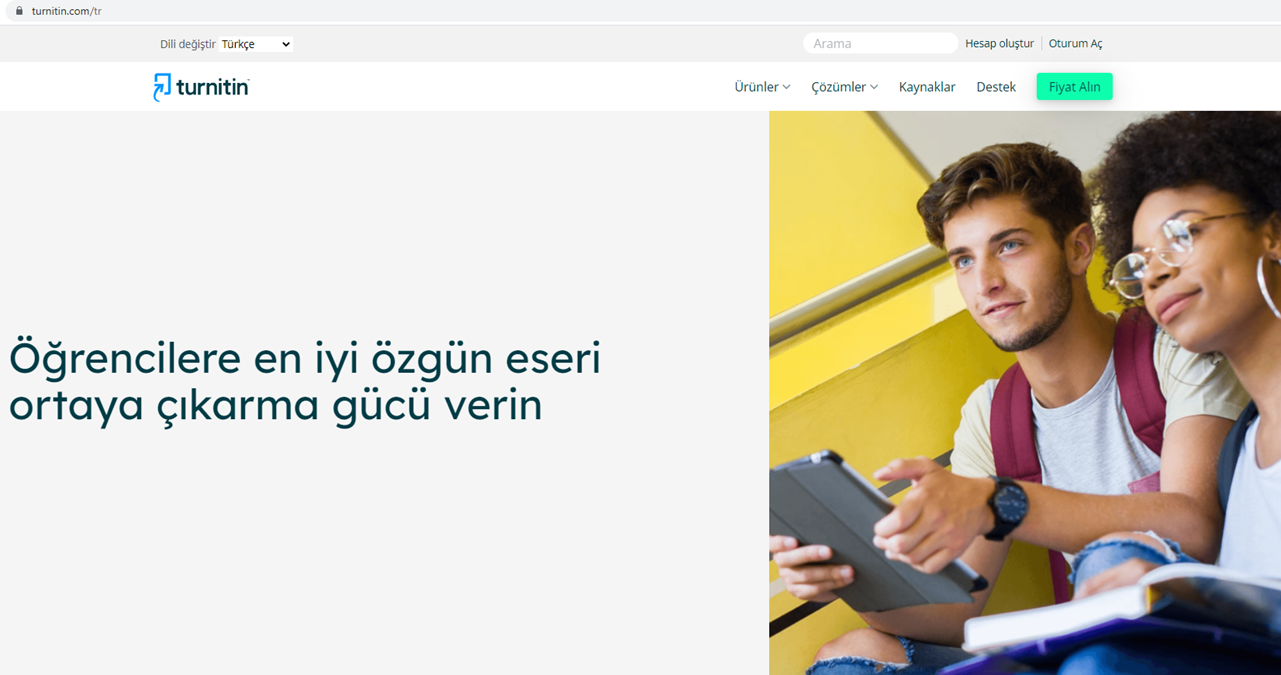 turnitin.com/tr
Dili değiştir Türkçe
Arama
Hesap oluştur
Oturum Aç
turnitin
Ürünler
Çözümler
Kaynaklar
Destek
Fiyat Alın
Öğrencilere en iyi özgün eseri
ortaya çıkarma gücü verin